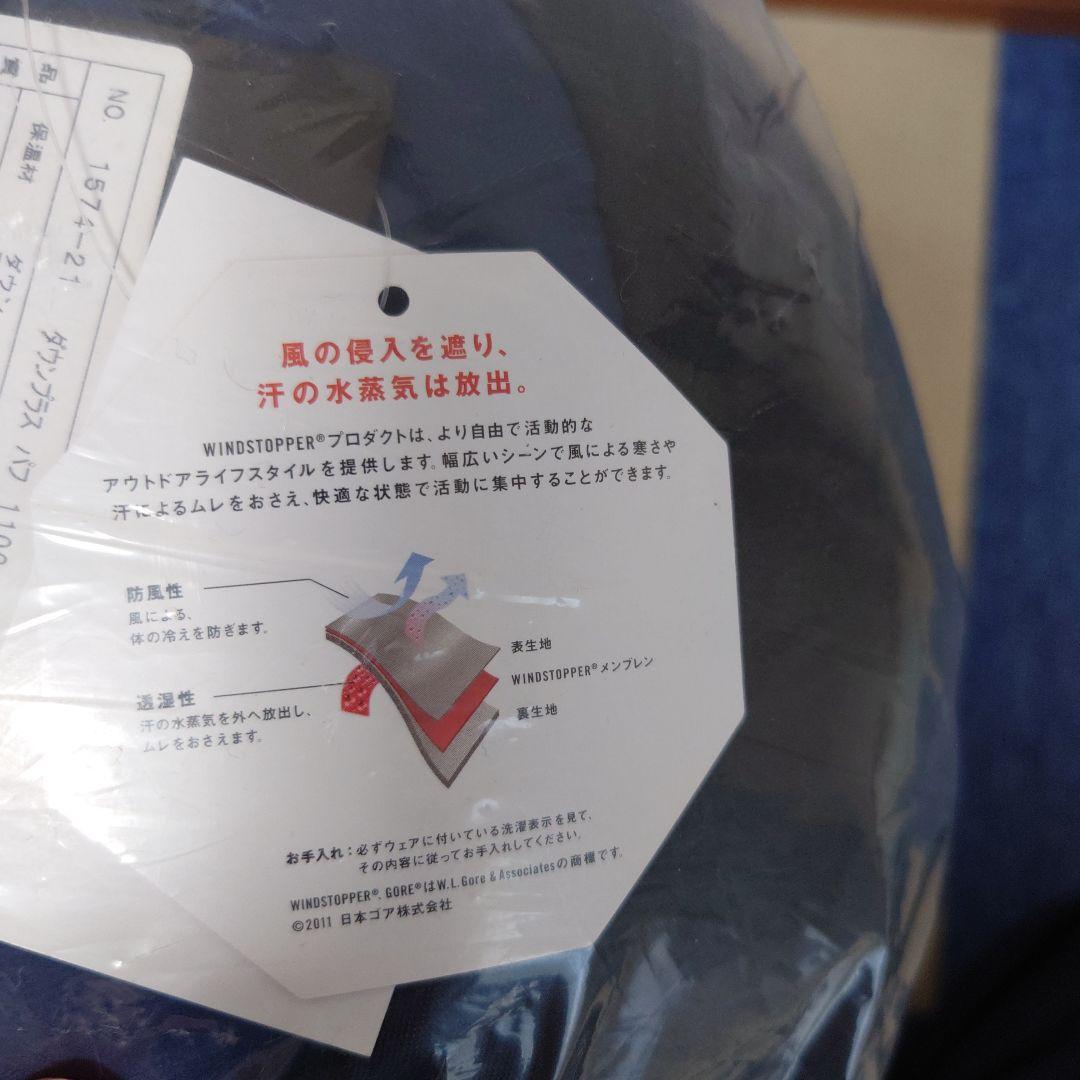 品
質
NO. 1574-21 ダウンプラス パフ 1100
保温材
ダウン
風の侵入を遮り、
汗の水蒸気は放出。
WINDSTOPPER®プロダクトは、より自由で活動的な
アウトドアライフスタイルを提供します。幅広いシーンで風による寒さや
汗によるムレをおさえ、快適な状態で活動に集中することができます。
防風性
風による、
体の冷えを防ぎます。
透湿性
汗の水蒸気を外へ放出し、
ムレをおさえます。
表生地
WINDSTOPPER®メンブレン
裏生地
お手入れ：必ずウェアに付いている洗濯表示を見て、
その内容に従ってお手入れしてください。
WINDSTOPPER®, GORE®はW.L.Gore & Associatesの商標です。
©2011 日本ゴア株式会社